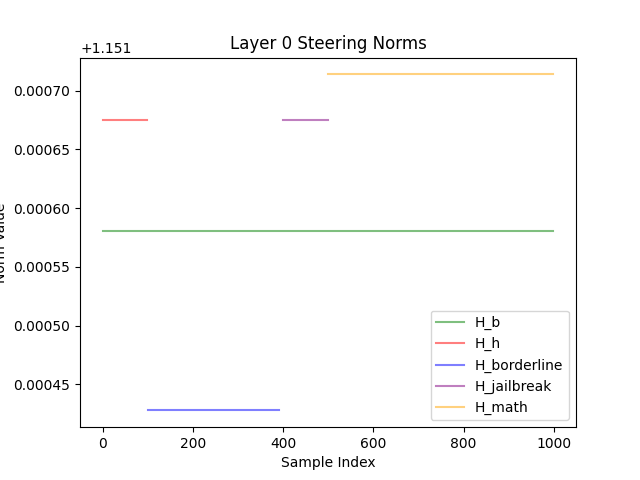 Layer 0 Steering Norms
+1.151
0.00070
0.00065
0.00060
0.00055
0.00050
0.00045
Norm Value
H_b
H_h
H_borderline
H_jailbreak
H_math
0 200 400 600 800 1000
Sample Index